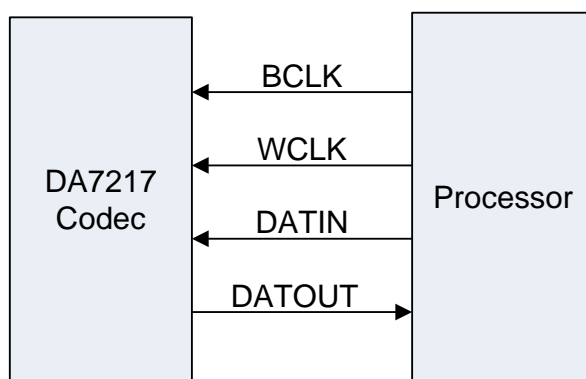 BCLK
WCLK
DA7217
Codec
Processor
DATIN
DATOUT